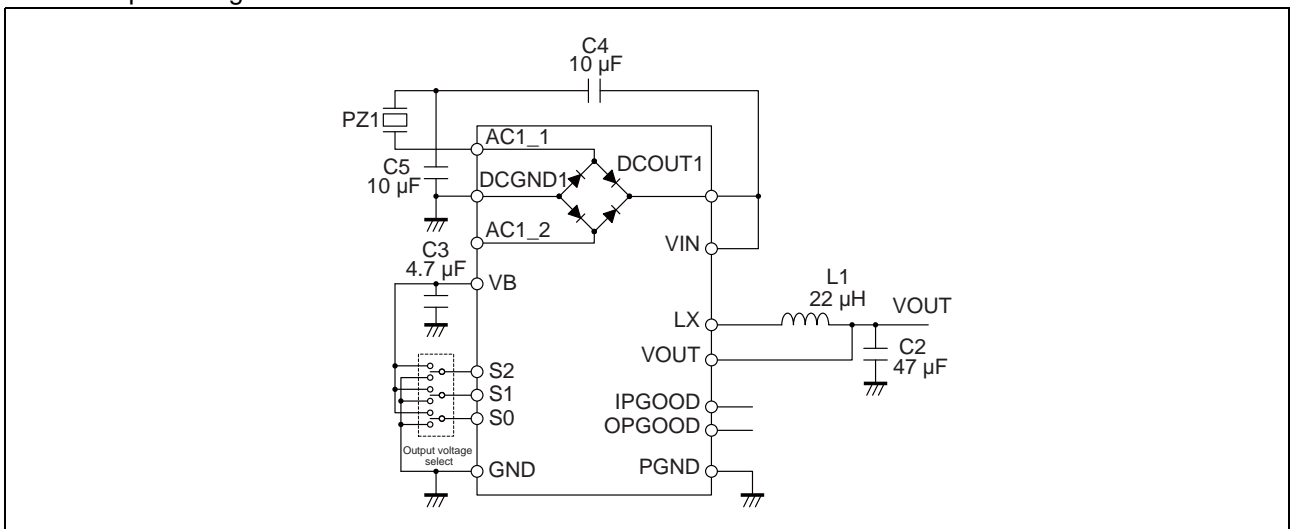 C4
10 µF
PZ1
AC1_1
C5
10 µF
DCGND1
DCOUT1
AC1_2
VIN
C3
4.7 µF
VB
L1
22 µH
VOUT
LX
VOUT
C2
47 µF
S2
S1
S0
IPGOOD
OPGOOD
Output voltage
select
GND
PGND